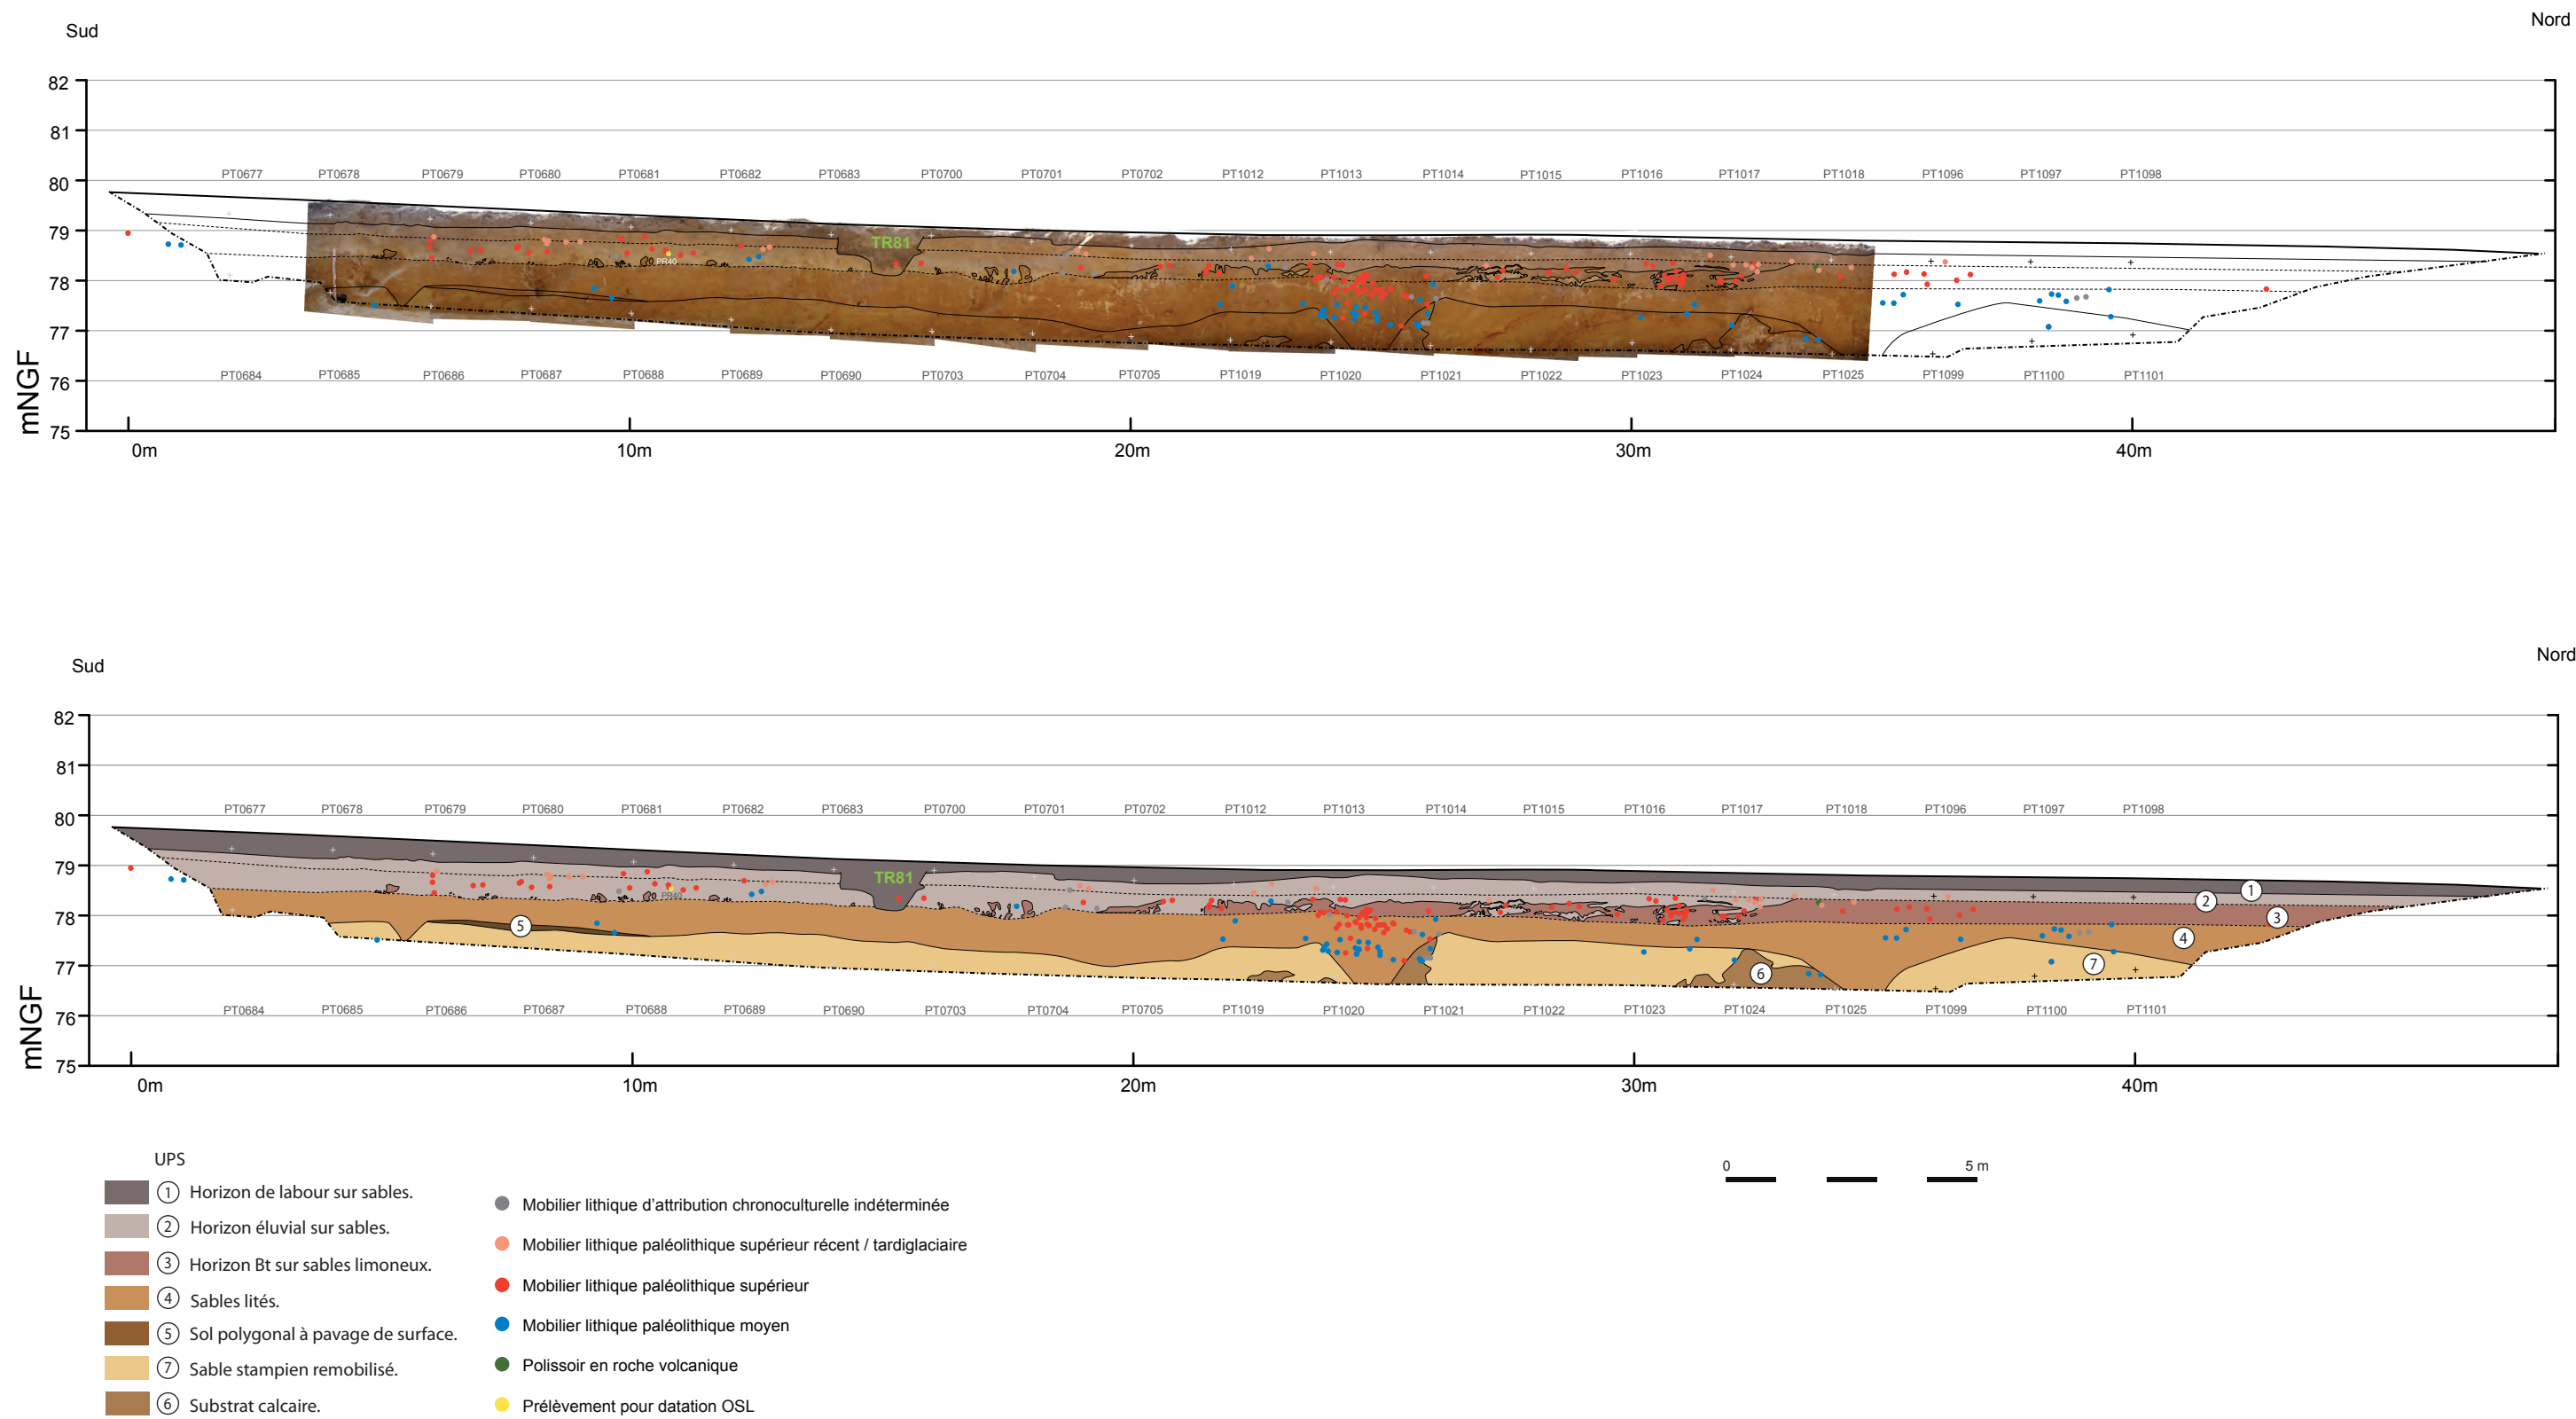 Sud Nord
82
81
80
79
78
77
76
75
mNGF
PT0677 PT0678 PT0679 PT0680 PT0681 PT0682 PT0683 PT0700 PT0701 PT0702 PT1012 PT1013 PT1014 PT1015 PT1016 PT1017 PT1018 PT1096 PT1097 PT1098
TR81
PR40
PT0684 PT0685 PT0686 PT0687 PT0688 PT0689 PT0690 PT0703 PT0704 PT0705 PT1019 PT1020 PT1021 PT1022 PT1023 PT1024 PT1025 PT1099 PT1100 PT1101
0m 10m 20m 30m 40m
Sud Nord
82
81
80
79
78
77
76
75
mNGF
PT0677 PT0678 PT0679 PT0680 PT0681 PT0682 PT0683 PT0700 PT0701 PT0702 PT1012 PT1013 PT1014 PT1015 PT1016 PT1017 PT1018 PT1096 PT1097 PT1098
TR81
PR40
1
2
3
4
5
7
6
PT0684 PT0685 PT0686 PT0687 PT0688 PT0689 PT0690 PT0703 PT0704 PT0705 PT1019 PT1020 PT1021 PT1022 PT1023 PT1024 PT1025 PT1099 PT1100 PT1101
0m 10m 20m 30m 40m
UPS
1 Horizon de labour sur sables.
2 Horizon éluvial sur sables.
3 Horizon Bt sur sables limoneux.
4 Sables lités.
5 Sol polygonal à pavage de surface.
7 Sable stampien remobilisé.
6 Substrat calcaire.
Mobilier lithique d'attribution chronoculturelle indéterminée
Mobilier lithique paléolithique supérieur récent / tardiglaciaire
Mobilier lithique paléolithique supérieur
Mobilier lithique paléolithique moyen
Polissoir en roche volcanique
Prélèvement pour datation OSL
0 5 m